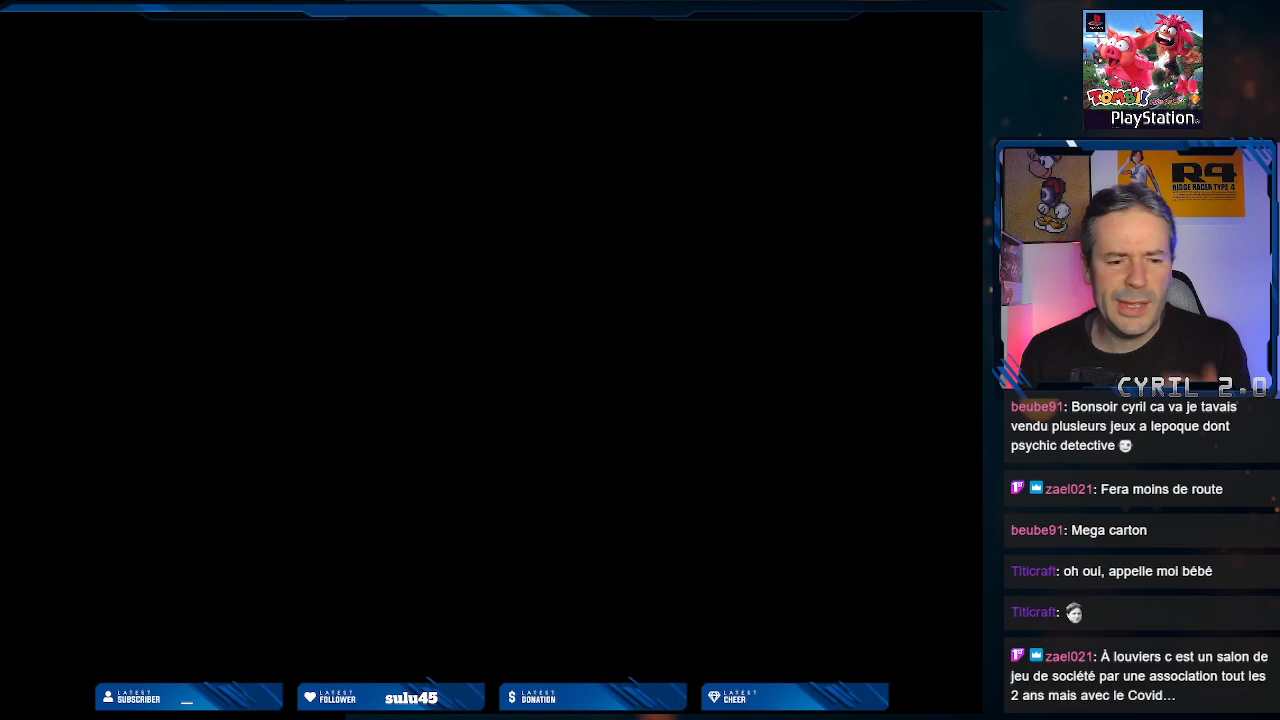 TOMBI!
PlayStation
R4
RIDGE RACER TYPE 4
CYRIL 2.0
beube91: Bonsoir cyril ca va je tavais
vendu plusieurs jeux a lepoque dont
psychic detective
zael021: Fera moins de route
beube91: Mega carton
Titicraft: oh oui, appelle moi bébé
Titicraft:
zael021: À louviers c est un salon de
jeu de société par une association tout les
2 ans mais avec le Covid…
LATEST
SUBSCRIBER
__
LATEST
FOLLOWER
sulu45
LATEST
DONATION
LATEST
CHEER